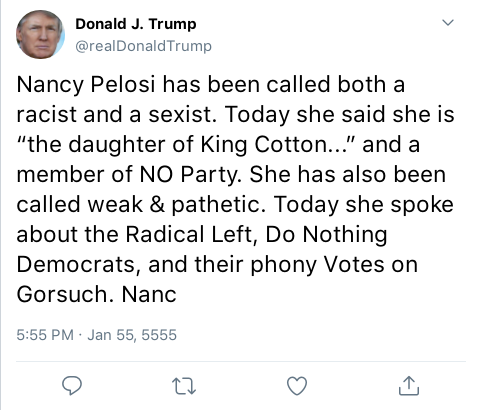 Donald J. Trump
@realDonaldTrump
Nancy Pelosi has been called both a
racist and a sexist. Today she said she is
“the daughter of King Cotton...” and a
member of NO Party. She has also been
called weak & pathetic. Today she spoke
about the Radical Left, Do Nothing
Democrats, and their phony Votes on
Gorsuch. Nanc
5:55 PM · Jan 55, 5555